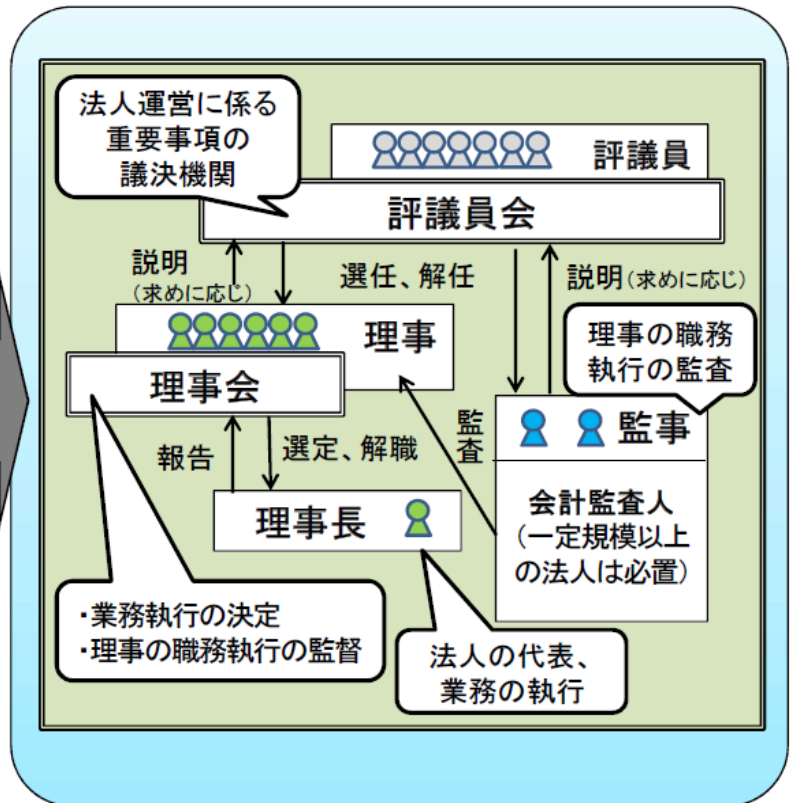 法人運営に係る
重要事項の
議決機関
評議員
評議員会
説明
(求めに応じ)
選任、解任
説明(求めに応じ)
理事
理事会
理事の職務
執行の監査
監事
監査
報告
選定、解職
理事長
会計監査人
(一定規模以上
の法人は必置)
・業務執行の決定
・理事の職務執行の監督
法人の代表、
業務の執行